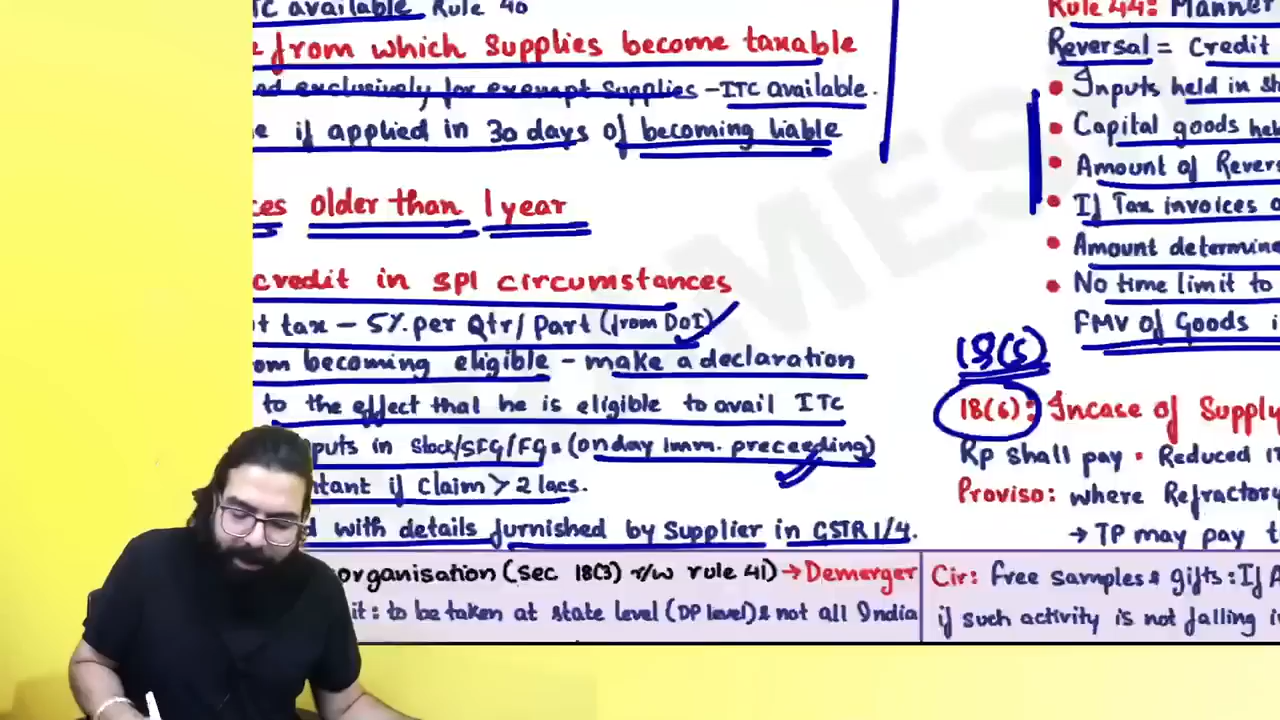 TC available Rule 40
from which supplies become taxable
ed exclusively for exempt supplies - ITC available.
e if applied in 30 days of becoming liable
ces older than 1 year
credit in SPl circumstances
tax - 5%. per Qtr/Part (from DOI)
om becoming eligible - make a declaration
to the effect that he is eligible to avail ITC
puts in Stock/SFG/FG (on day imm. preceeding)
tant if claim > 2 lacs.
d with details furnished by Supplier in GSTR 1/4.
organisation (Sec 18(3) r/w rule 41) → Demerger
it: to be taken at state level (DP level) & not all India
Rule 44: Manner
Reversal = Credit
• Inputs held in st
• Capital goods hel
• Amount of Revers
• If Tax invoices o
• Amount determine
• No time limit to
FMV of Goods i
18(5)
18(6): Incase of Supply
Rp shall pay • Reduced IT
Proviso: where Refractory
→ TP may pay t
Cir: Free samples & gifts: If A
if such activity is not falling i
MESH